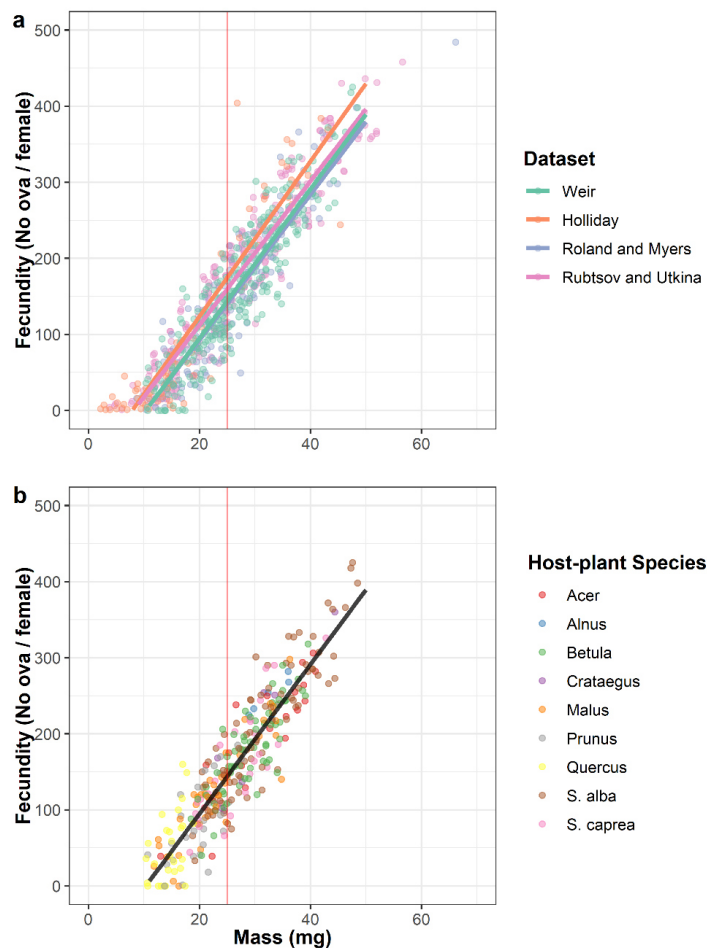 a
500
400
300
200
100
0
Fecundity (No ova / female)
0 20 40 60
Dataset
Weir
Holliday
Roland and Myers
Rubtsov and Utkina
b
500
400
300
200
100
0
Fecundity (No ova / female)
0 20 40 60
Mass (mg)
Host-plant Species
Acer
Alnus
Betula
Crataegus
Malus
Prunus
Quercus
S. alba
S. caprea